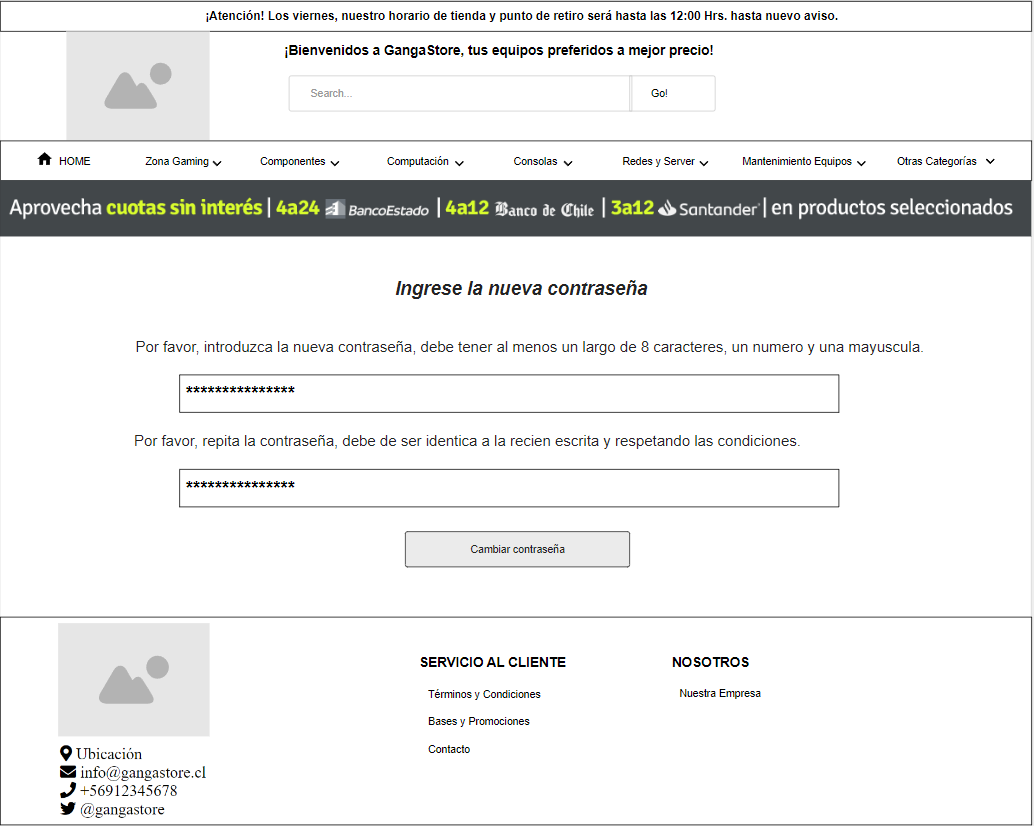 ¡Atención! Los viernes, nuestro horario de tienda y punto de retiro será hasta las 12:00 Hrs. hasta nuevo aviso.
¡Bienvenidos a GangaStore, tus equipos preferidos a mejor precio!
Search... Go!
HOME Zona Gaming Componentes Computación Consolas Redes y Server Mantenimiento Equipos Otras Categorías
Aprovecha cuotas sin interés | 4a24 BancoEstado | 4a12 Banco de Chile | 3a12 Santander | en productos seleccionados
Ingrese la nueva contraseña
Por favor, introduzca la nueva contraseña, debe tener al menos un largo de 8 caracteres, un numero y una mayuscula.
***************
Por favor, repita la contraseña, debe de ser identica a la recien escrita y respetando las condiciones.
***************
Cambiar contraseña
SERVICIO AL CLIENTE
Términos y Condiciones
Bases y Promociones
Contacto
NOSOTROS
Nuestra Empresa
Ubicación
info@gangastore.cl
+56912345678
@gangastore